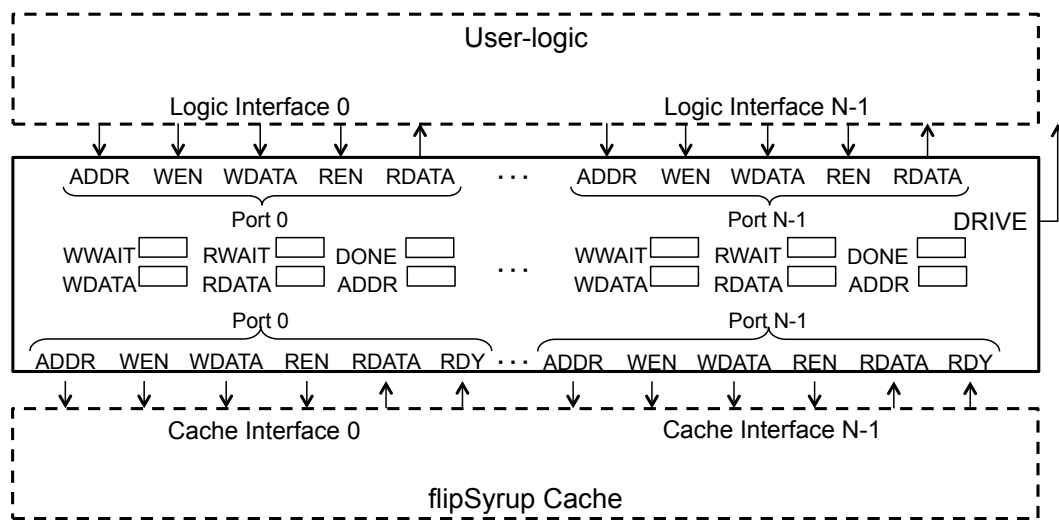 User-logic
Logic Interface 0 Logic Interface N-1
ADDR WEN WDATA REN RDATA ··· ADDR WEN WDATA REN RDATA
Port 0 Port N-1 DRIVE
WWAIT RWAIT DONE ··· WWAIT RWAIT DONE
WDATA RDATA ADDR WDATA RDATA ADDR
Port 0 Port N-1
ADDR WEN WDATA REN RDATA RDY ··· ADDR WEN WDATA REN RDATA RDY
Cache Interface 0 Cache Interface N-1
flipSyrup Cache